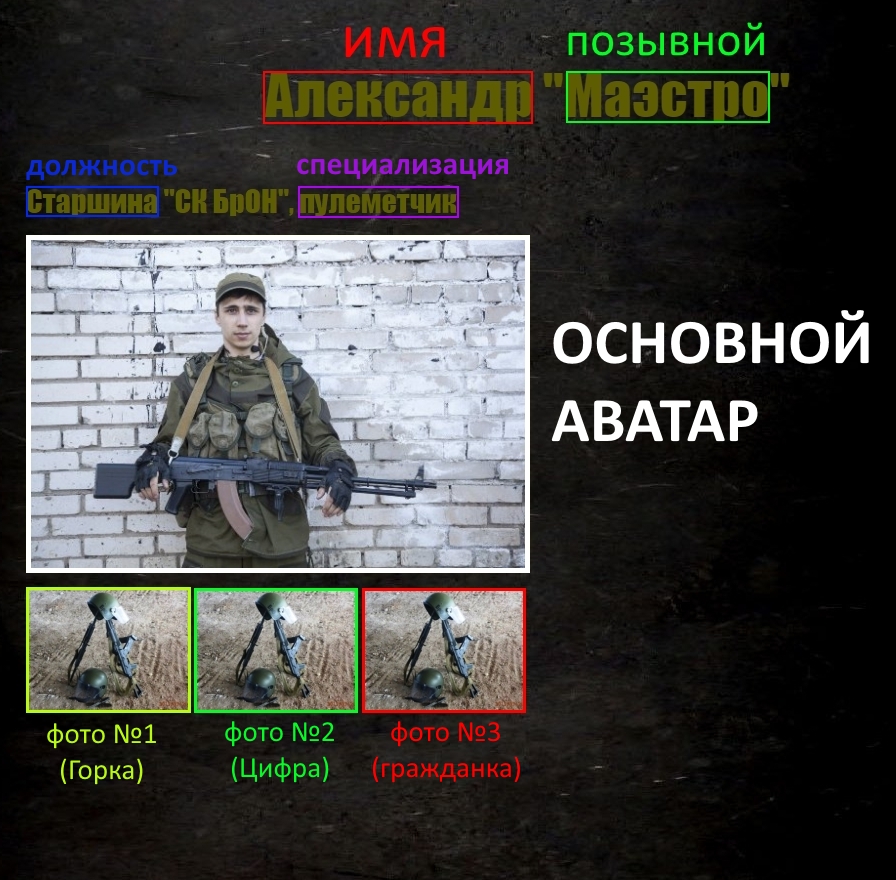 ИМЯ ПОЗЫВНОЙ
Александр "Маэстро"
должность специализация
Старшина "СК БрОН", пулеметчик
ОСНОВНОЙ
АВАТАР
фото №1 фото №2 фото №3
(Горка) (Цифра) (гражданка)